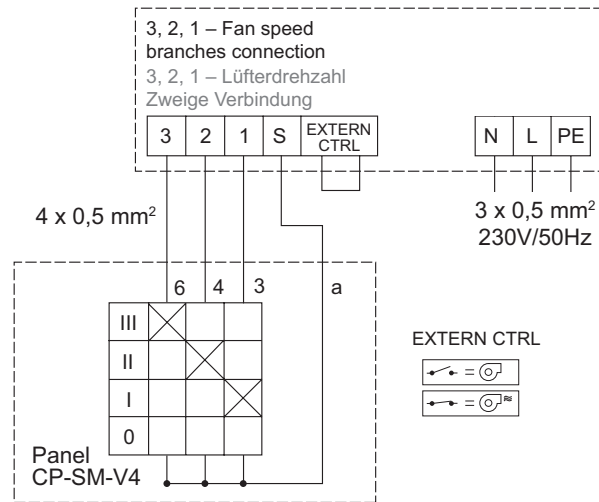 3, 2, 1 – Fan speed
branches connection
3, 2, 1 – Lüfterdrehzahl
Zweige Verbindung
3 2 1 S EXTERN CTRL N L PE
4 x 0,5 mm²
3 x 0,5 mm²
230V/50Hz
6 4 3 a
III
II
I
0
EXTERN CTRL
=
= ≋
Panel
CP-SM-V4